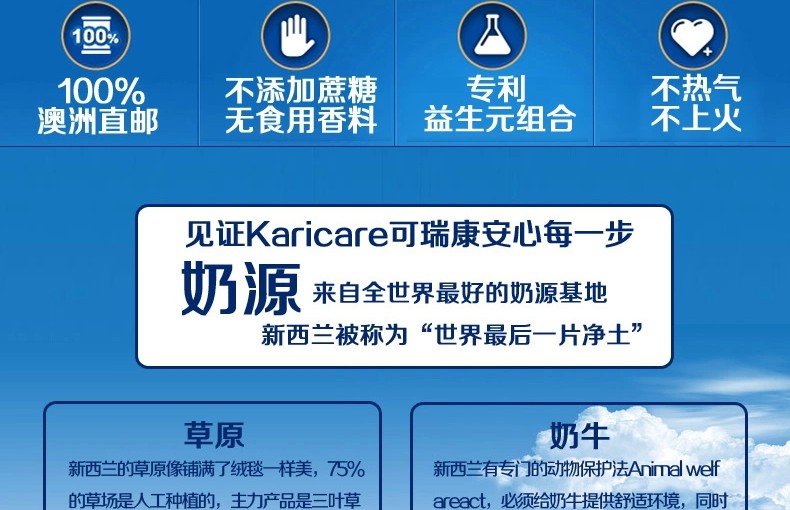 100%
100%
澳洲直邮
不添加蔗糖
无食用香料
专利
益生元组合
不热气
不上火
见证Karicare可瑞康安心每一步
奶源 来自全世界最好的奶源基地
新西兰被称为“世界最后一片净土”
草原
新西兰的草原像铺满了绒毯一样美，75%
的草场是人工种植的，主力产品是三叶草
奶牛
新西兰有专门的动物保护法Animal welf
areact，必须给奶牛提供舒适环境，同时